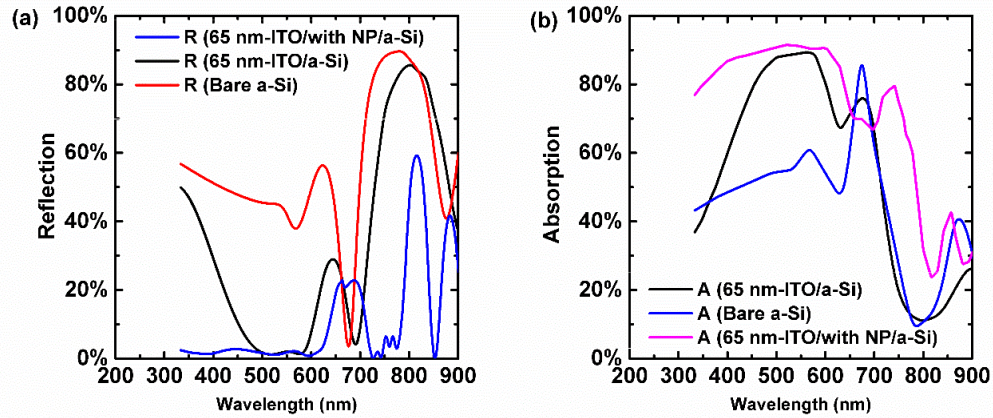 (a)
R (65 nm-ITO/with NP/a-Si)
R (65 nm-ITO/a-Si)
R (Bare a-Si)
100%
80%
60%
40%
20%
0%
Reflection
200 300 400 500 600 700 800 900
Wavelength (nm)
(b)
100%
80%
60%
40%
20%
0%
Absorption
A (65 nm-ITO/a-Si)
A (Bare a-Si)
A (65 nm-ITO/with NP/a-Si)
200 300 400 500 600 700 800 900
Wavelength (nm)